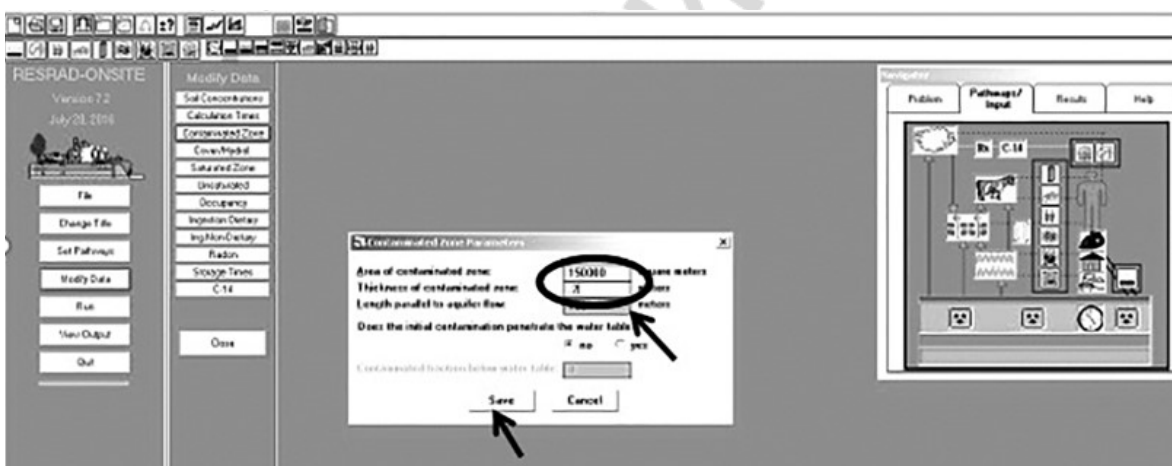 RESRAD-ONSITE
Version 7.2
July 20, 2016
File
Change Title
Set Pathways
Modify Data
Run
View Output
Quit
Modify Data
Soil Concentrations
Calculation Times
Contaminated Zone
Cover/Hydrol
Saturated Zone
Unsaturated
Occupancy
Ingestion Dietary
Ing.Non-Dietary
Radon
Storage Times
C-14
Close
Contaminated Zone Parameters
Area of contaminated zone: 150000 square meters
Thickness of contaminated zone: meters
Length parallel to aquifer flow: meters
Does the initial contamination penetrate the water table
no yes
Contaminated fraction below water table:
Save Cancel
Navigator
Problem Pathways/ Input Results Help
Rn C-14